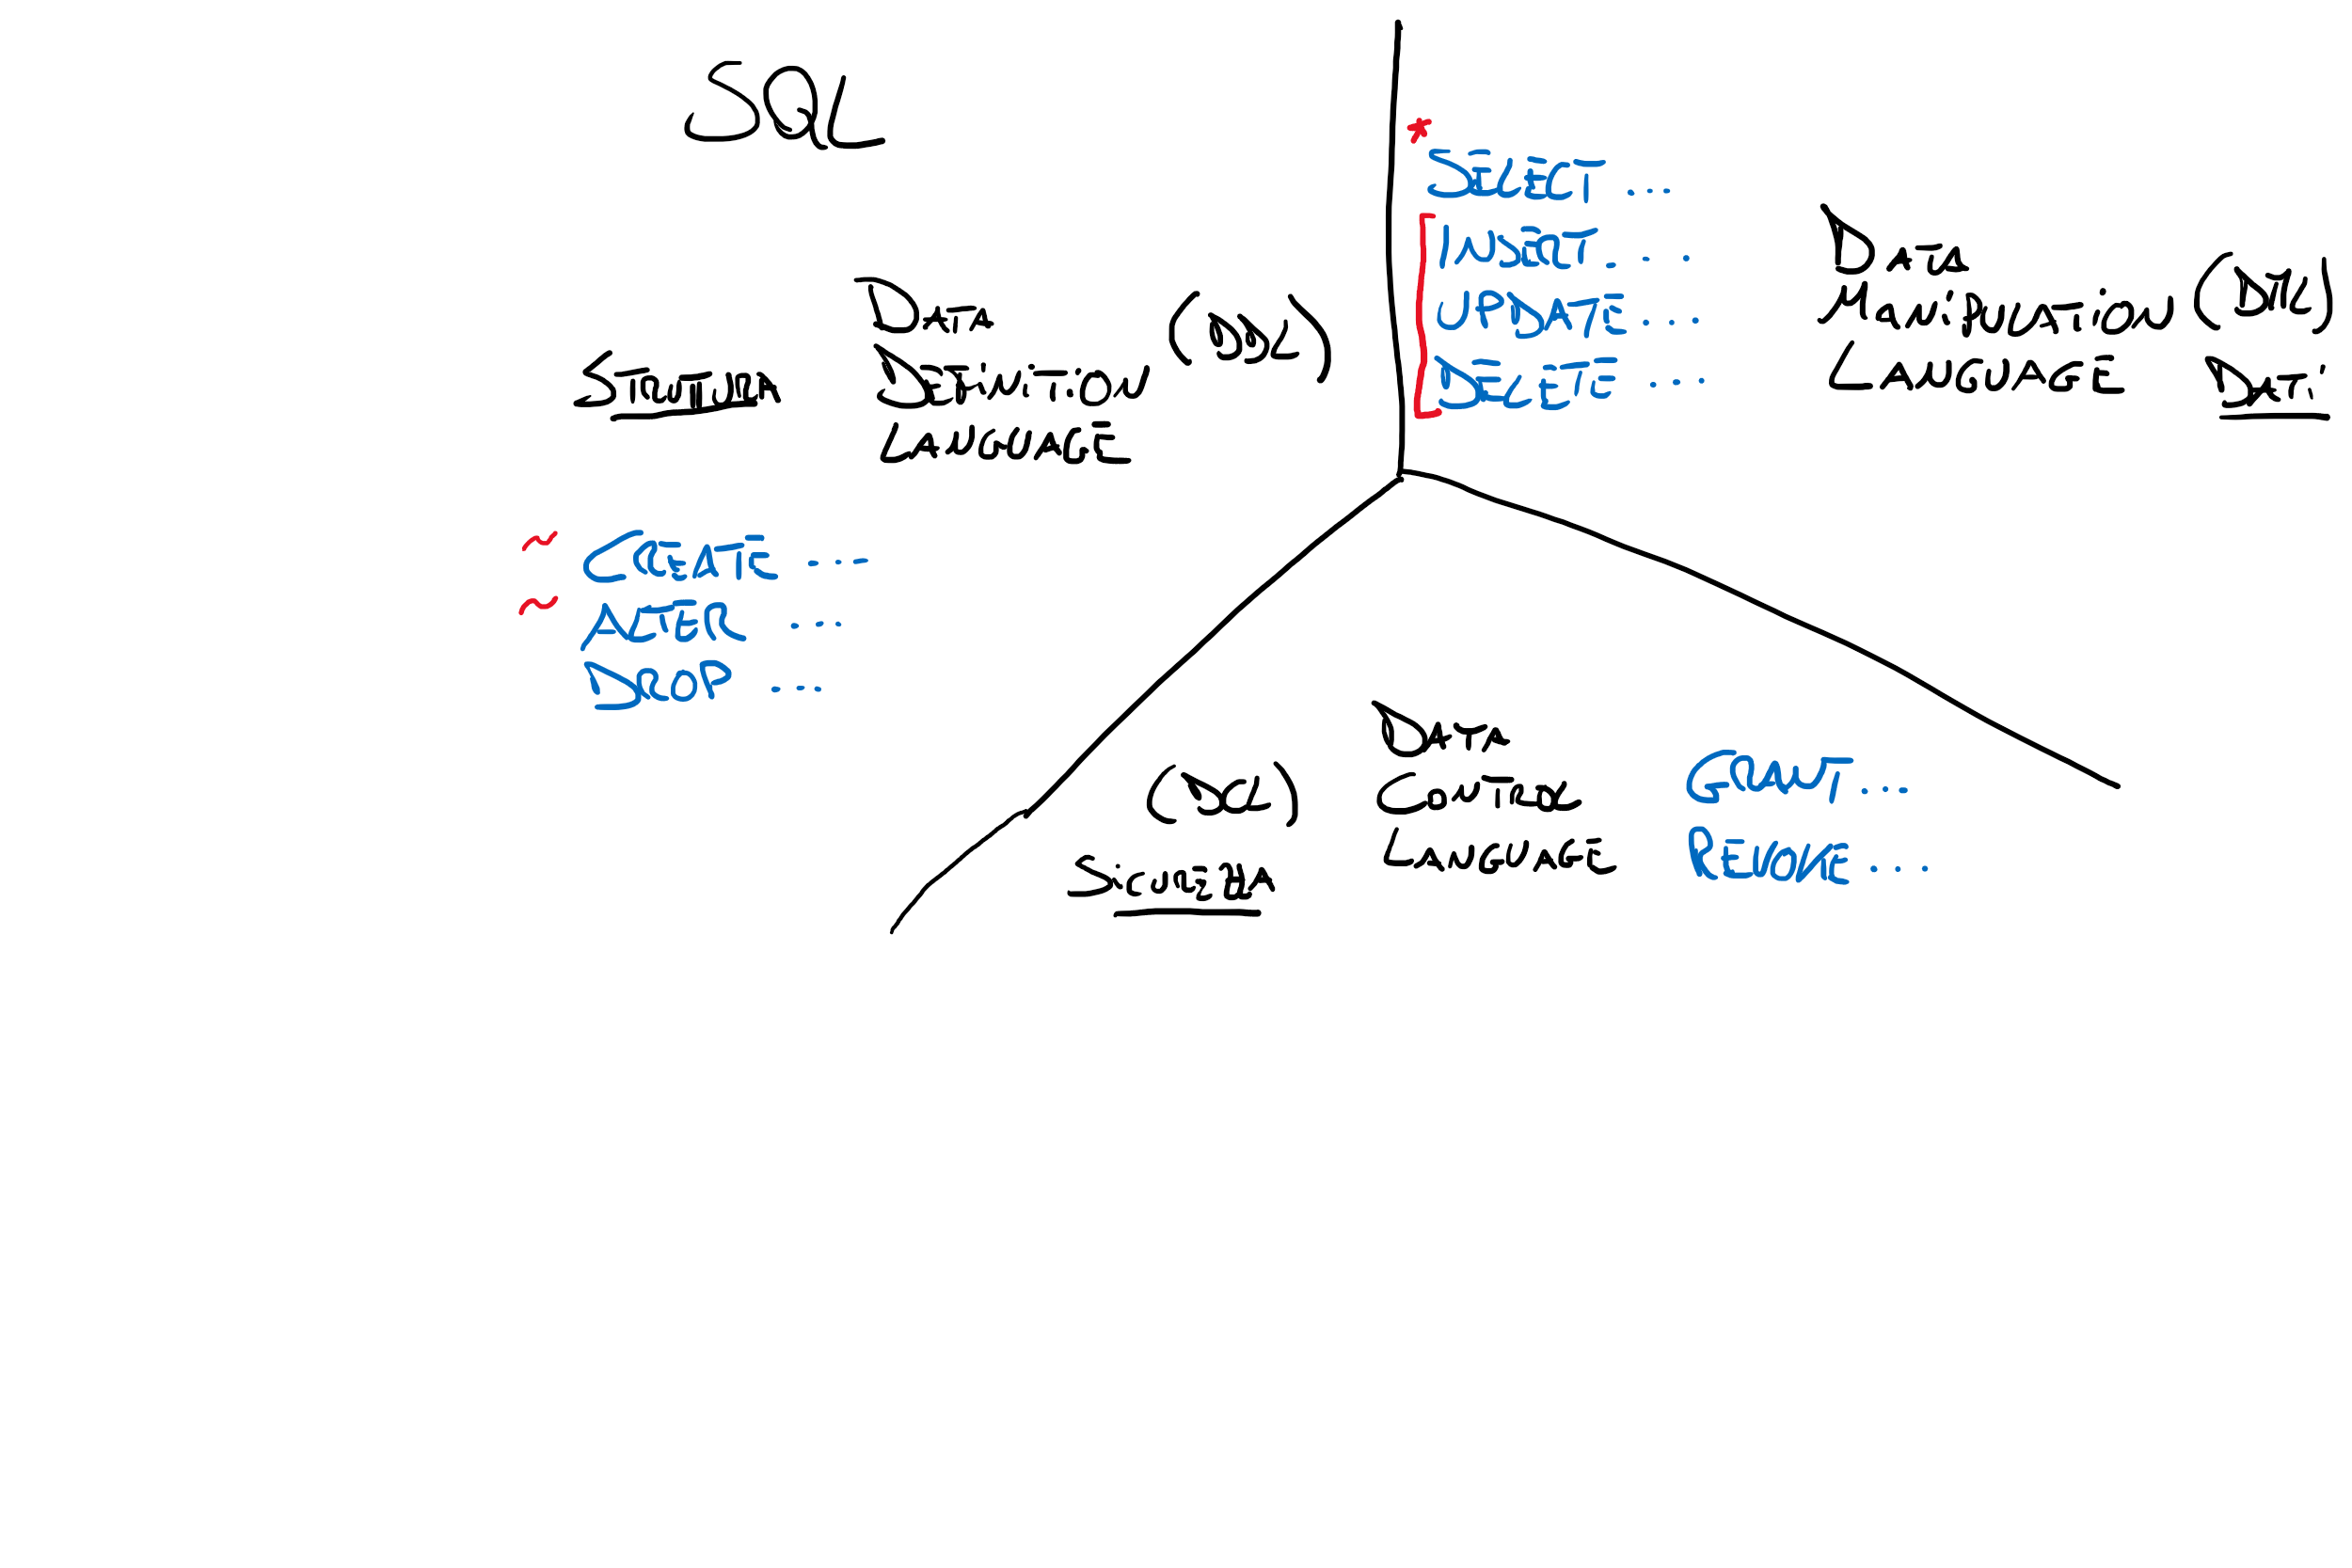 SQL
DATA
DEFINITION
LANGUAGE
(DDL)
STRUTTURA
CREATE ...
ALTER ...
DROP ...
*
SELECT ...
INSERT ...
UPDATE ...
DELETE ...
DATA
MANIPULATION (DML)
LANGUAGE
DATI
(DCL)
SICUREZZA
DATA
CONTROL
LANGUAGE
GRANT ...
REVOKE ...